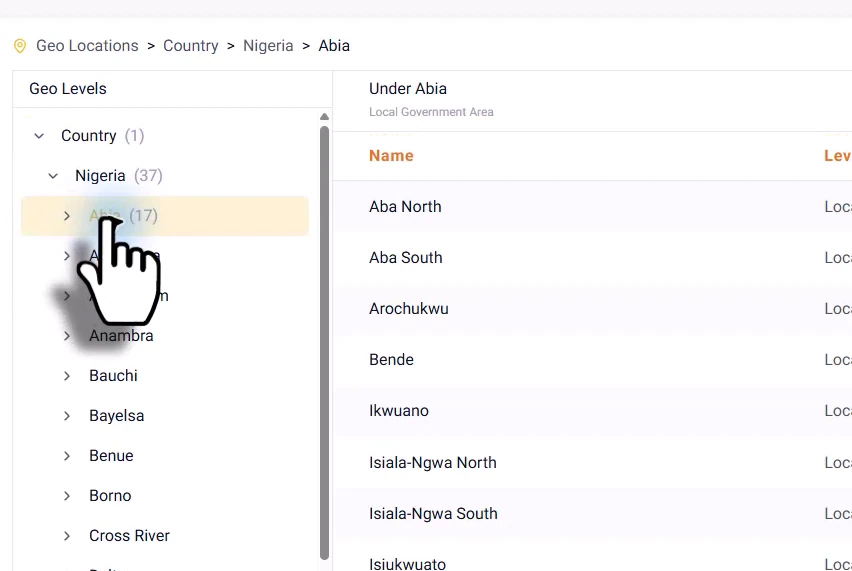 Geo Locations > Country > Nigeria > Abia
Geo Levels
Country (1)
Nigeria (37)
Abia (17)
Anambra
Bauchi
Bayelsa
Benue
Borno
Cross River
Under Abia
Local Government Area
Name
Aba North
Aba South
Arochukwu
Bende
Ikwuano
Isiala-Ngwa North
Isiala-Ngwa South
Isiukwuato